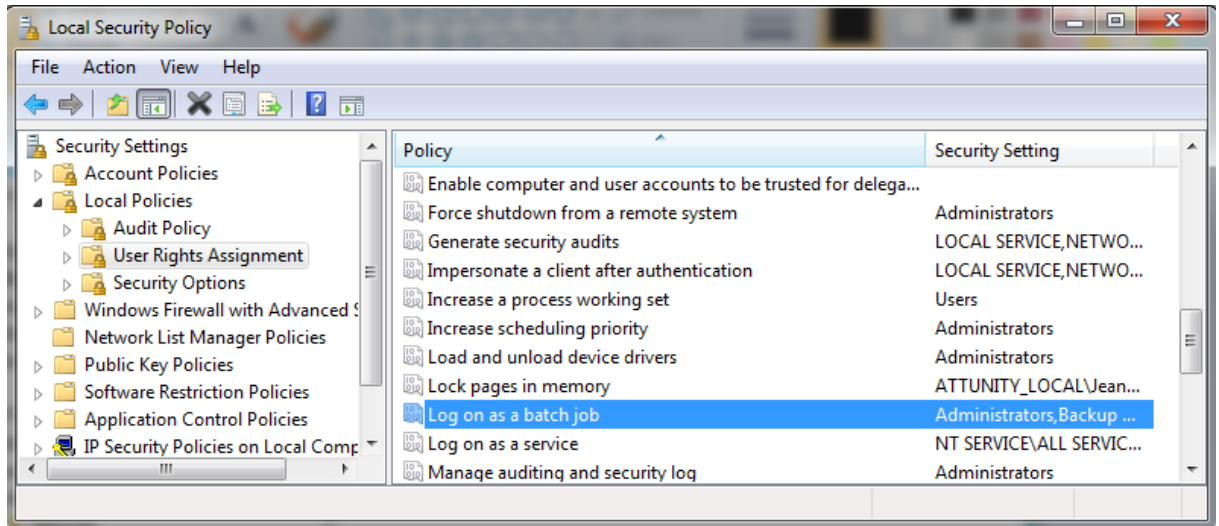 Local Security Policy
File Action View Help
Security Settings
Account Policies
Local Policies
Audit Policy
User Rights Assignment
Security Options
Windows Firewall with Advanced S
Network List Manager Policies
Public Key Policies
Software Restriction Policies
Application Control Policies
IP Security Policies on Local Comp
Policy Security Setting
Enable computer and user accounts to be trusted for delega...
Force shutdown from a remote system Administrators
Generate security audits LOCAL SERVICE,NETWO...
Impersonate a client after authentication LOCAL SERVICE,NETWO...
Increase a process working set Users
Increase scheduling priority Administrators
Load and unload device drivers Administrators
Lock pages in memory ATTUNITY_LOCAL\Jean...
Log on as a batch job Administrators,Backup ...
Log on as a service NT SERVICE\ALL SERVIC...
Manage auditing and security log Administrators